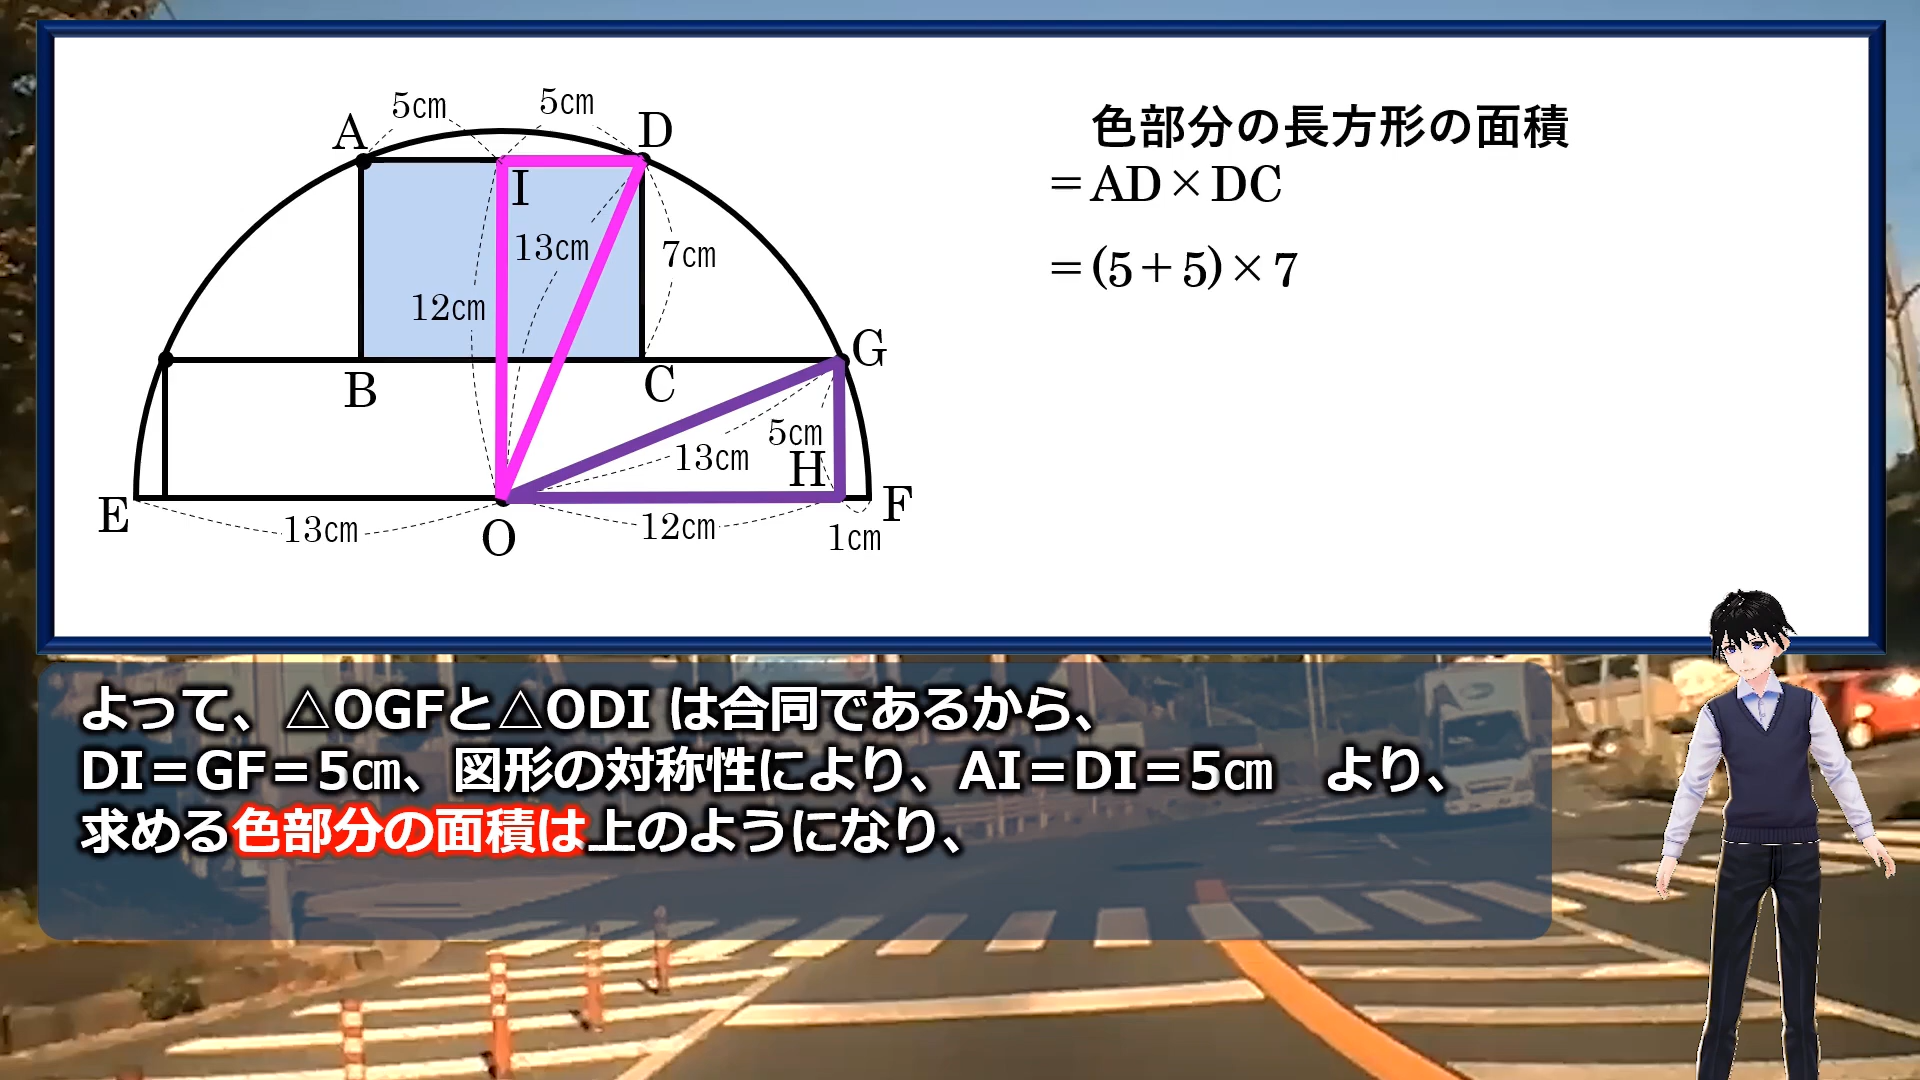 5cm
5cm
A
D
I
13cm
7cm
12cm
G
B
C
5cm
13cm
H
E
F
13cm
12cm
O
1cm
色部分の長方形の面積
=AD×DC
=(5+5)×7
よって、△OGFと△ODI は合同であるから、
DI=GF=5㎝、図形の対称性により、AI=DI=5㎝ より、
求める色部分の面積は上のようになり、